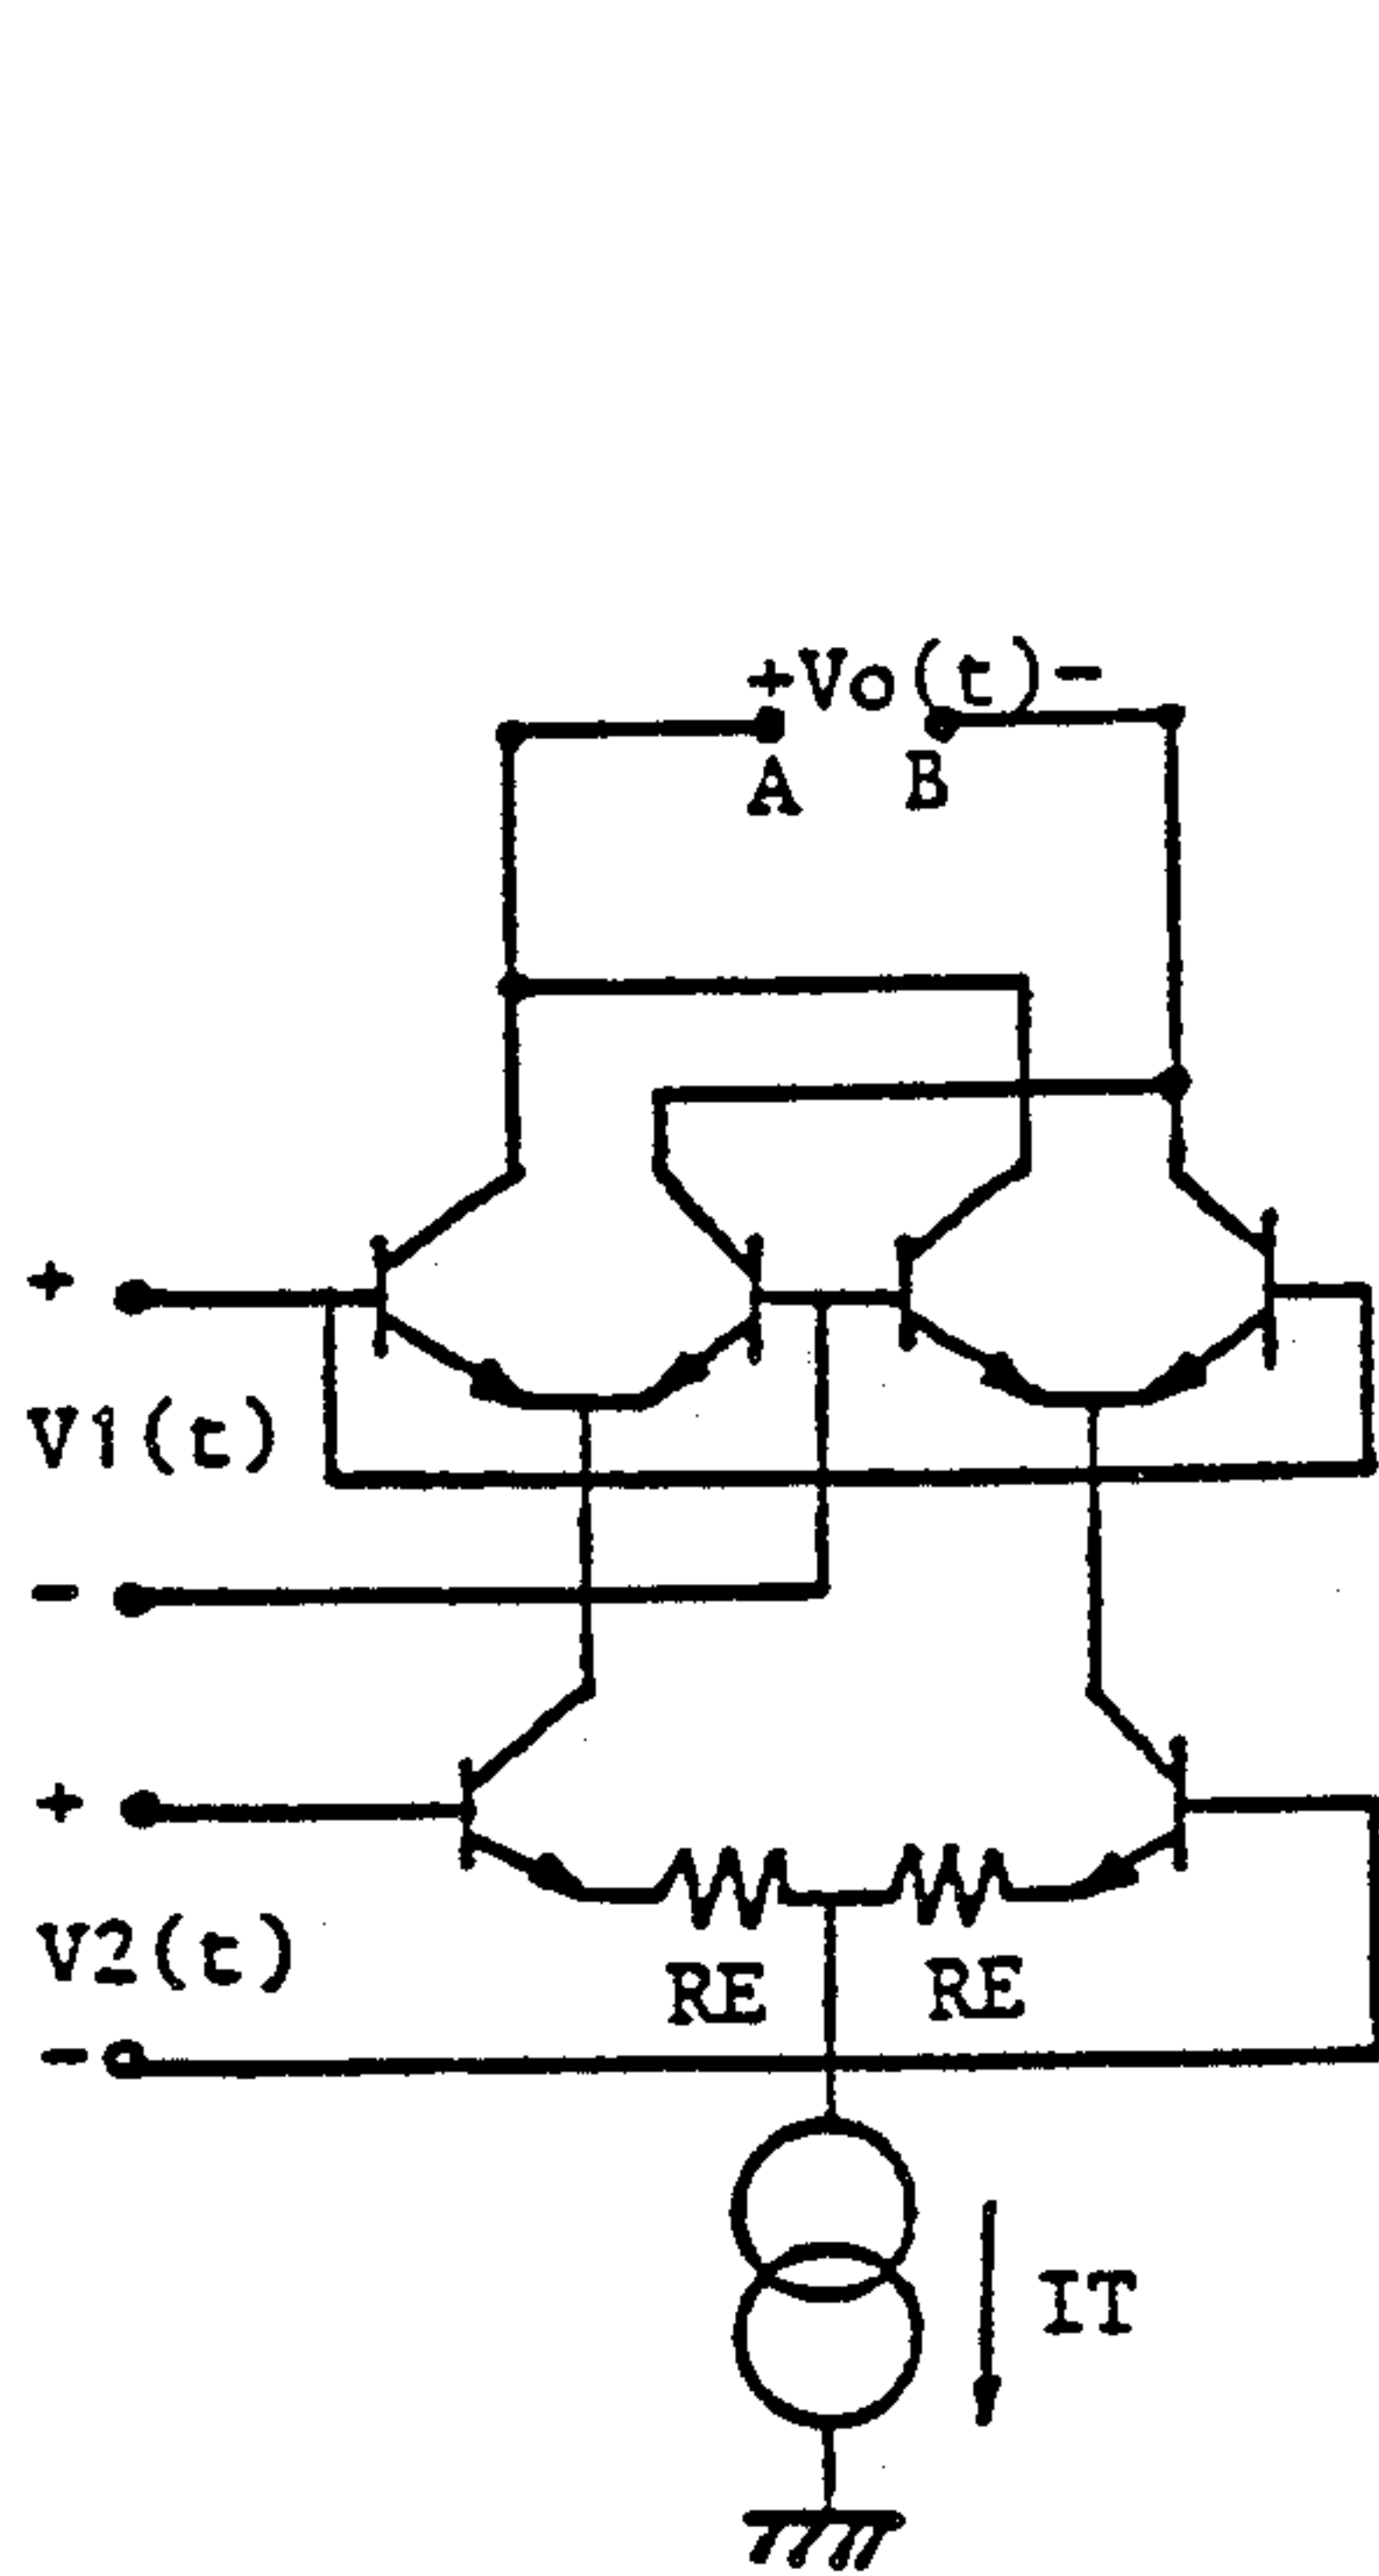 +Vo(t)-
A B
+
V1(t)
-
+
V2(t)
RE RE
-
IT